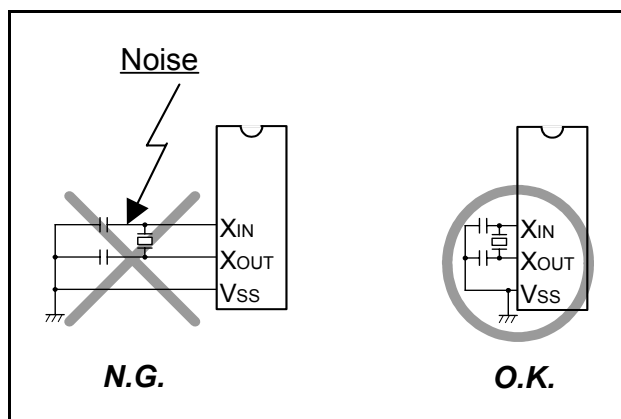 Noise
XIN
XOUT
VSS
N.G.
XIN
XOUT
VSS
O.K.